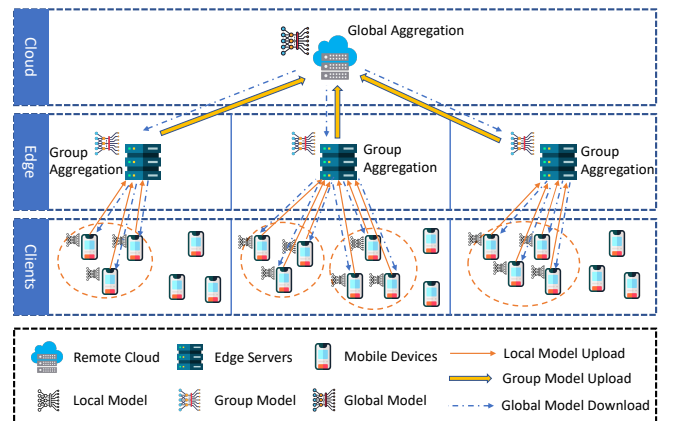 Cloud
Global Aggregation
Edge
Group
Aggregation
Group
Aggregation
Group
Aggregation
Clients
Remote Cloud
Edge Servers
Mobile Devices
Local Model Upload
Group Model Upload
Local Model
Group Model
Global Model
Global Model Download